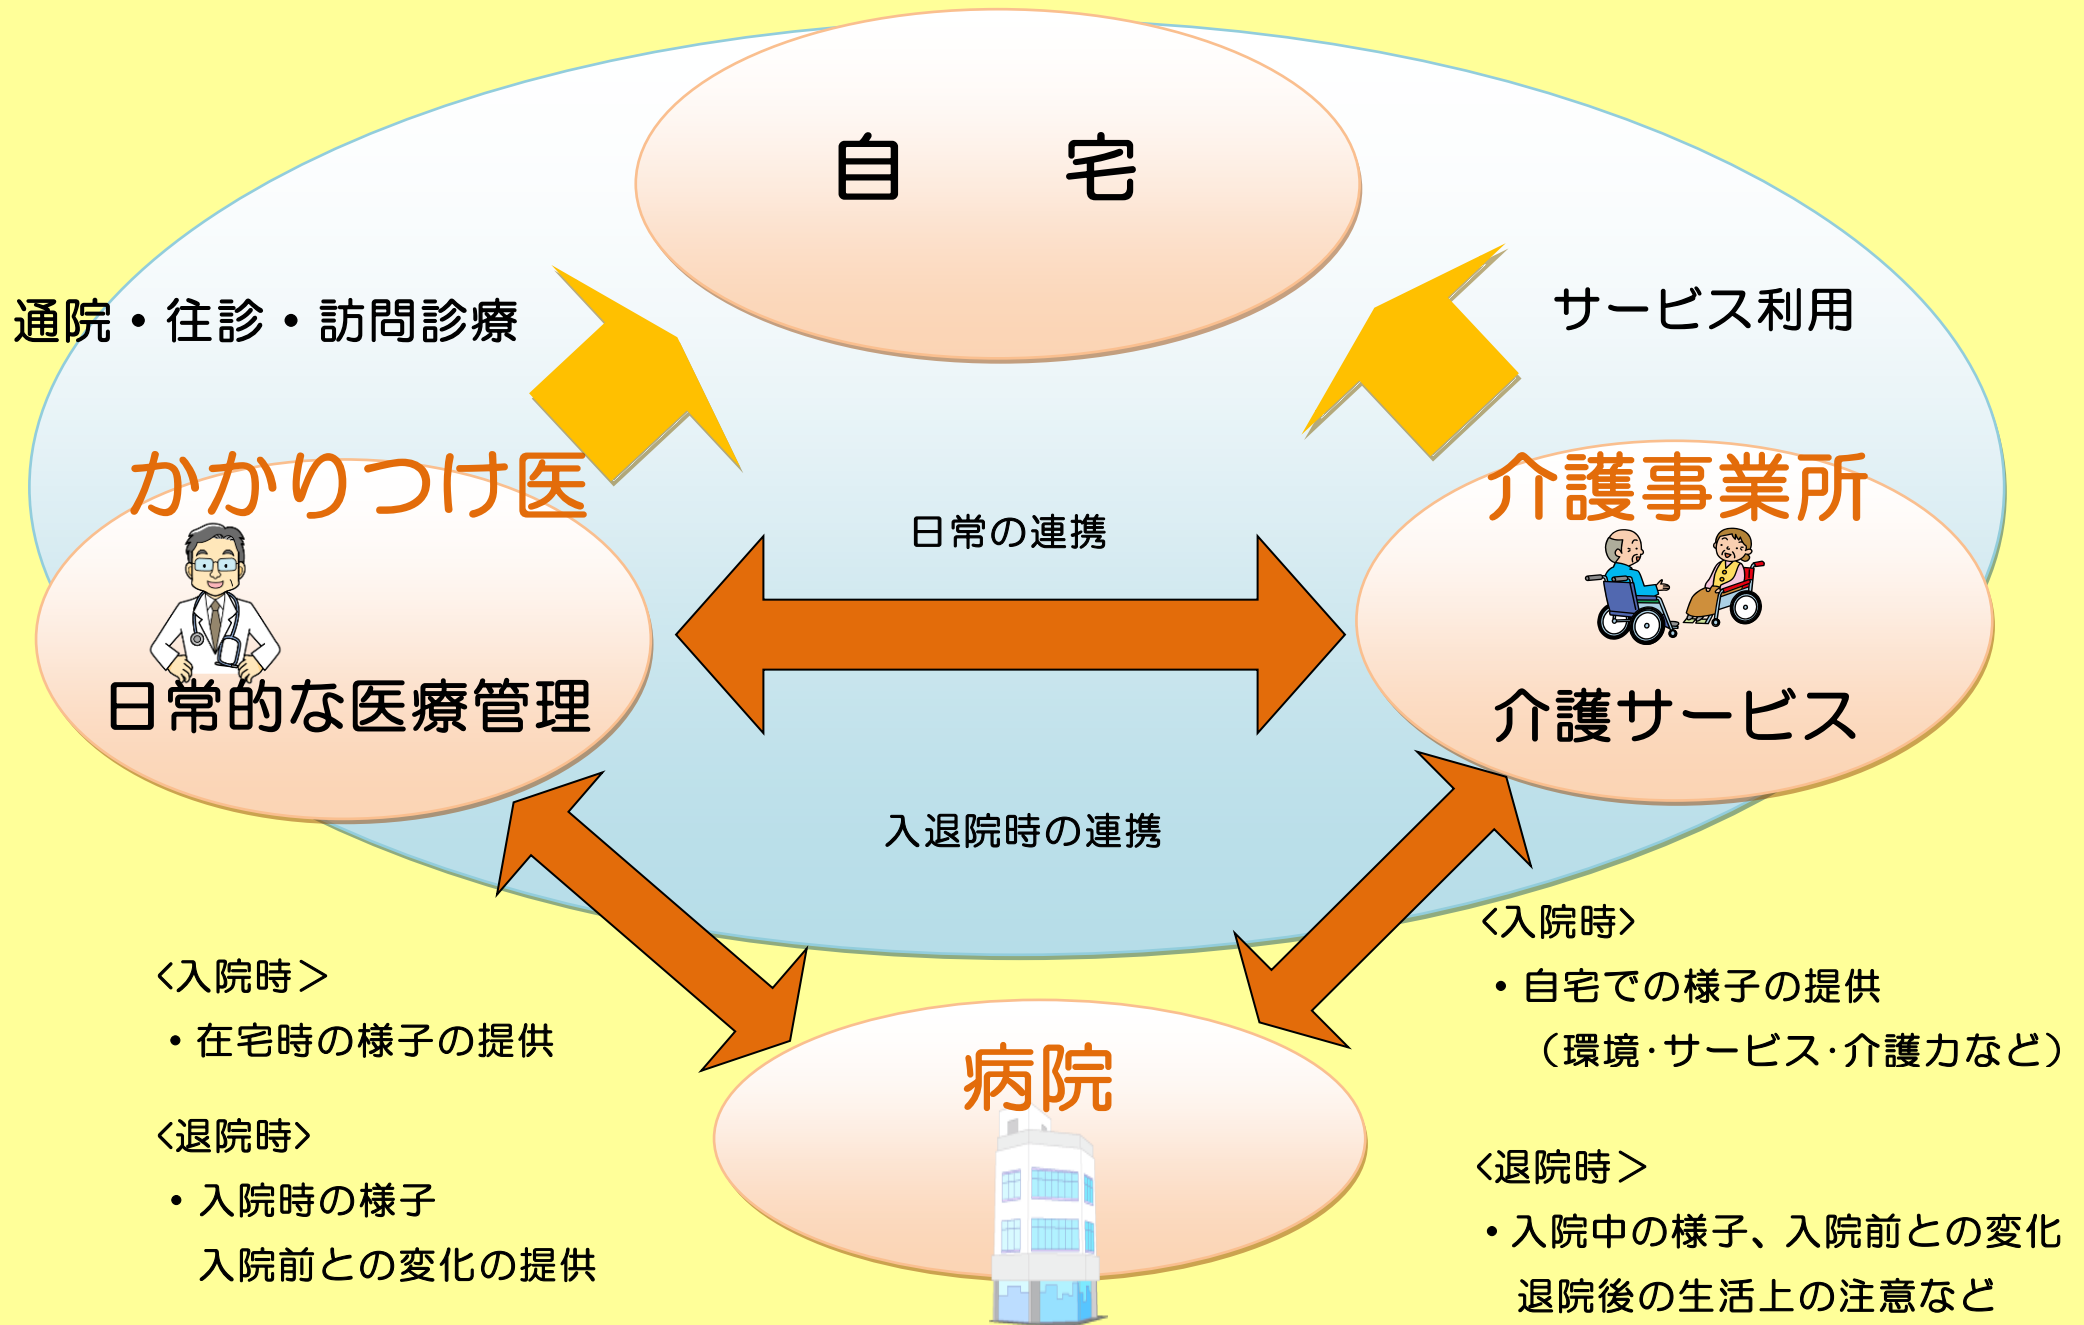 自　宅
通院・往診・訪問診療
サービス利用
かかりつけ医
日常的な医療管理
日常の連携
介護事業所
介護サービス
入退院時の連携
<入院時＞
・在宅時の様子の提供
<退院時>
・入院時の様子
入院前との変化の提供
病院
<入院時>
・自宅での様子の提供
（環境・サービス・介護力など）
<退院時＞
・入院中の様子、入院前との変化
退院後の生活上の注意など